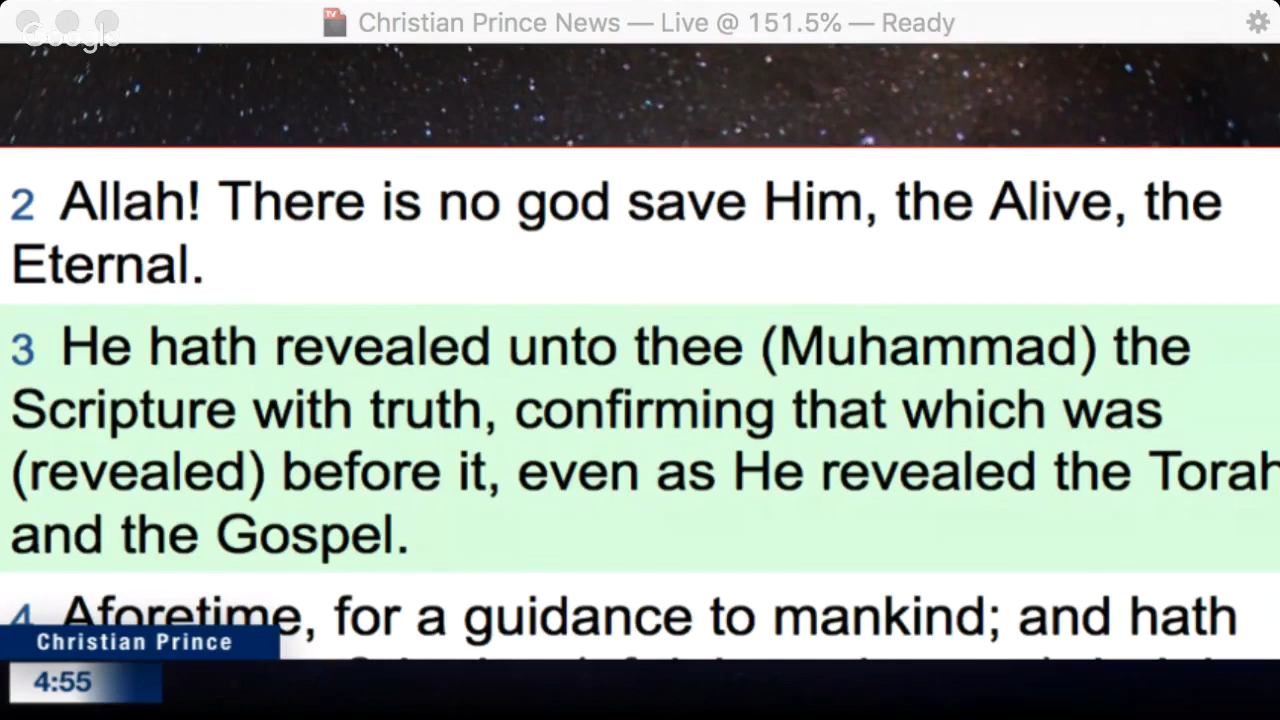 Christian Prince News — Live @ 151.5% — Ready
Google
2 Allah! There is no god save Him, the Alive, the
Eternal.
3 He hath revealed unto thee (Muhammad) the
Scripture with truth, confirming that which was
(revealed) before it, even as He revealed the Torah
and the Gospel.
4 Aforetime, for a guidance to mankind; and hath
Christian Prince
4:55